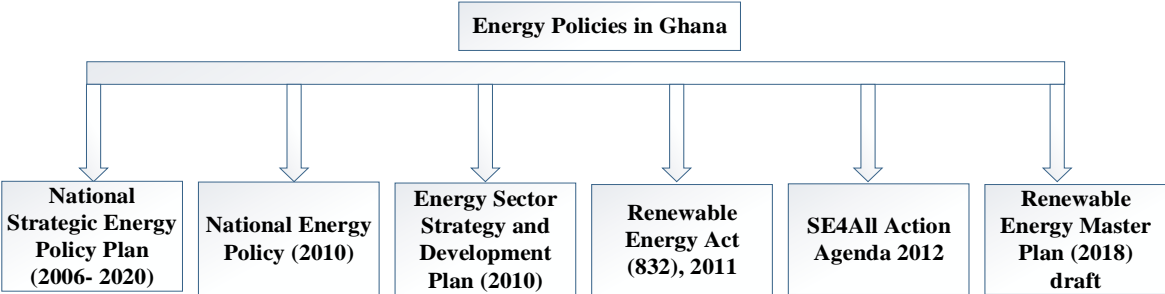 Energy Policies in Ghana
National
Strategic Energy
Policy Plan
(2006- 2020)
National Energy
Policy (2010)
Energy Sector
Strategy and
Development
Plan (2010)
Renewable
Energy Act
(832), 2011
SE4All Action
Agenda 2012
Renewable
Energy Master
Plan (2018)
draft